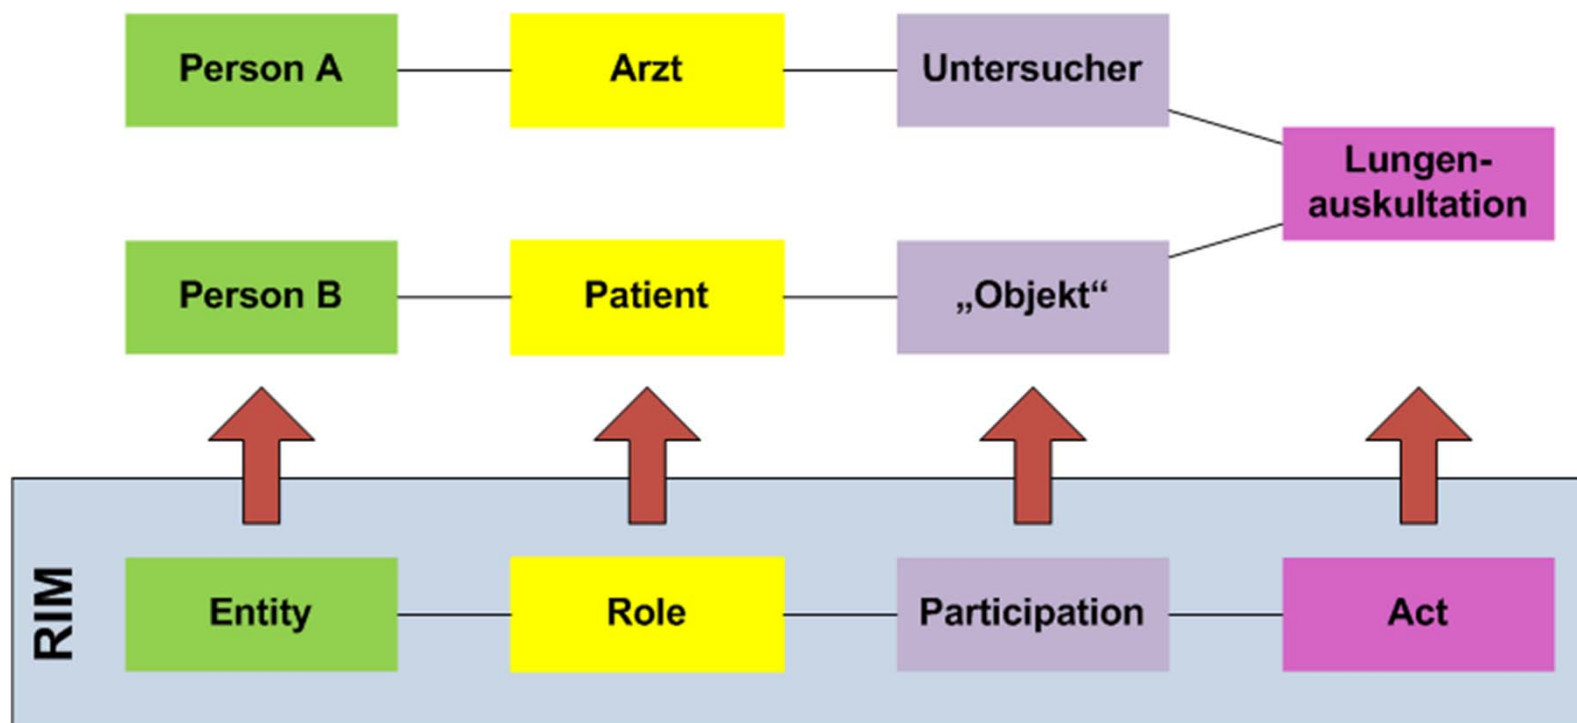 Person A
Arzt
Untersucher
Lungen-
auskultation
Person B
Patient
„Objekt“
RIM
Entity
Role
Participation
Act